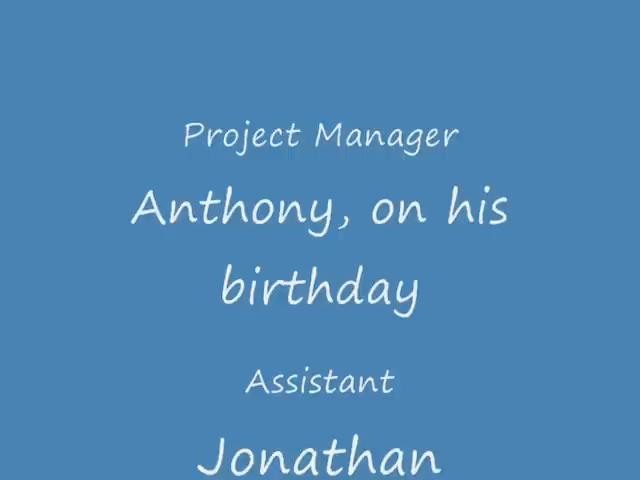 Project Manager
Anthony, on his
birthday
Assistant
Jonathan